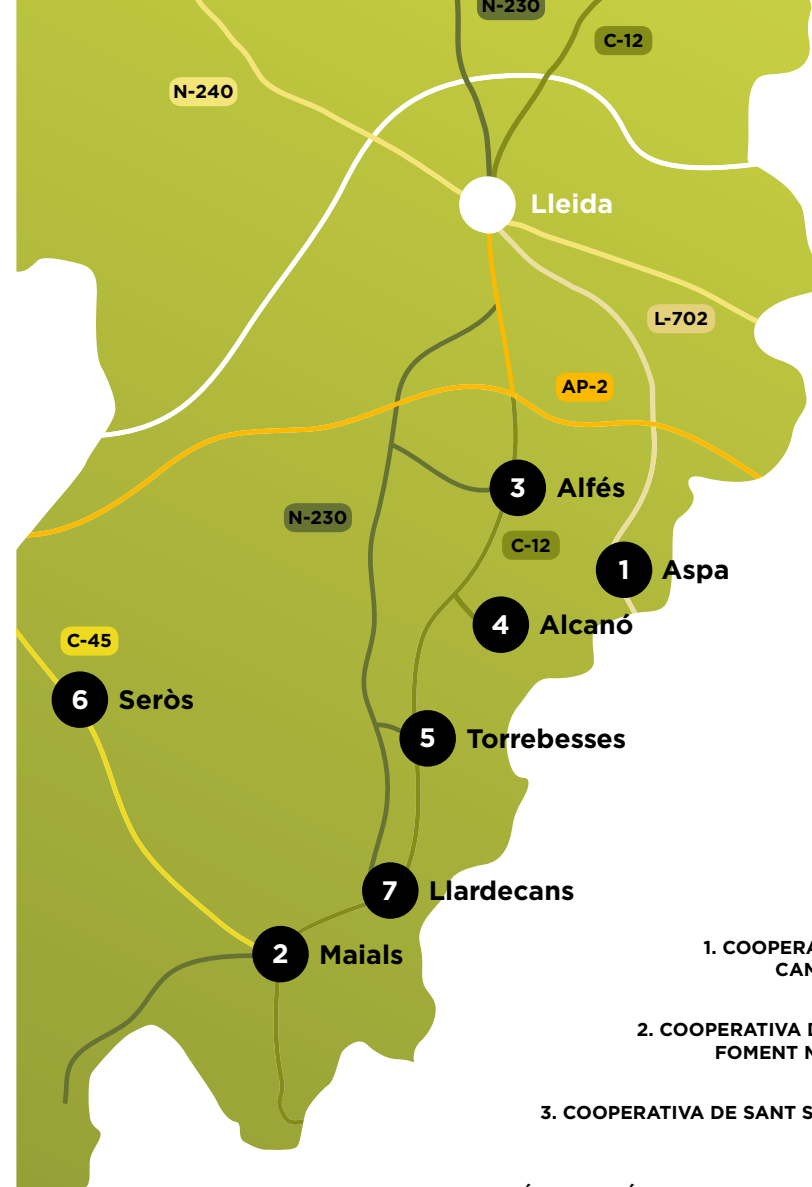 N-230
C-12
N-240
Lleida
L-702
AP-2
3 Alfés
N-230
C-12
1 Aspa
4 Alcanó
C-45
6 Seròs
5 Torrebesses
7 Llardecans
2 Maials
1. COOPERA
CAN
2. COOPERATIVA D
FOMENT M
3. COOPERATIVA DE SANT S